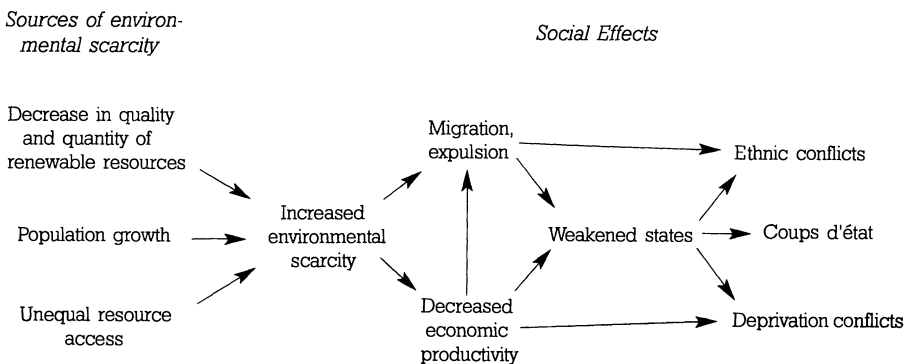 Sources of environ-
mental scarcity
Social Effects
Decrease in quality
and quantity of
renewable resources
Population growth
Unequal resource
access
Increased
environmental
scarcity
Migration,
expulsion
Decreased
economic
productivity
Weakened states
Ethnic conflicts
Coups d'état
Deprivation conflicts